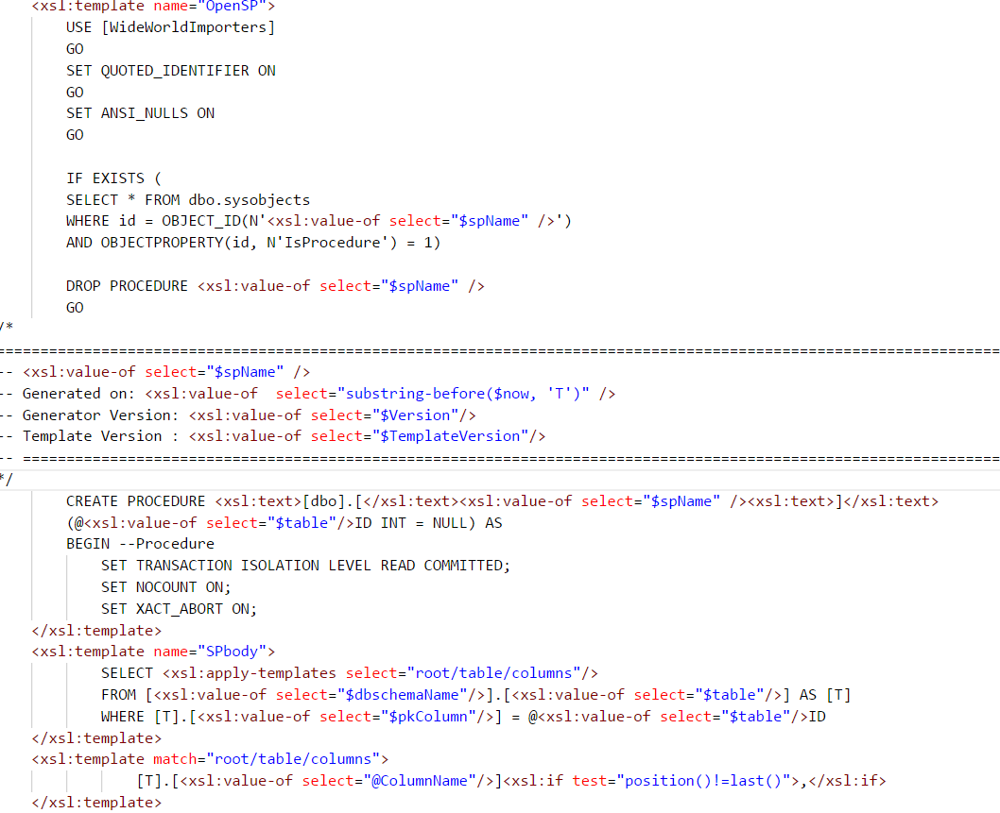 <xsl:template name="OpenSP">
USE [WideWorldImporters]
GO
SET QUOTED_IDENTIFIER ON
GO
SET ANSI_NULLS ON
GO
IF EXISTS (
SELECT * FROM dbo.sysobjects
WHERE id = OBJECT_ID(N'<xsl:value-of select="$spName" />')
AND OBJECTPROPERTY(id, N'IsProcedure') = 1)
DROP PROCEDURE <xsl:value-of select="$spName" />
GO
/*
===================================================================================================================
-- <xsl:value-of select="$spName" />
-- Generated on: <xsl:value-of  select="substring-before($now, 'T')" />
-- Generator Version: <xsl:value-of select="$Version"/>
-- Template Version : <xsl:value-of select="$TemplateVersion"/>
-- ================================================================================================================
*/
CREATE PROCEDURE <xsl:text>[dbo].[</xsl:text><xsl:value-of select="$spName" /><xsl:text>]</xsl:text>
(@<xsl:value-of select="$table"/>ID INT = NULL) AS
BEGIN --Procedure
SET TRANSACTION ISOLATION LEVEL READ COMMITTED;
SET NOCOUNT ON;
SET XACT_ABORT ON;
</xsl:template>
<xsl:template name="SPbody">
SELECT <xsl:apply-templates select="root/table/columns"/>
FROM [<xsl:value-of select="$dbschemaName"/>].[<xsl:value-of select="$table"/>] AS [T]
WHERE [T].[<xsl:value-of select="$pkColumn"/>] = @<xsl:value-of select="$table"/>ID
</xsl:template>
<xsl:template match="root/table/columns">
[T].[<xsl:value-of select="@ColumnName"/>]<xsl:if test="position()!=last()">,</xsl:if>
</xsl:template>